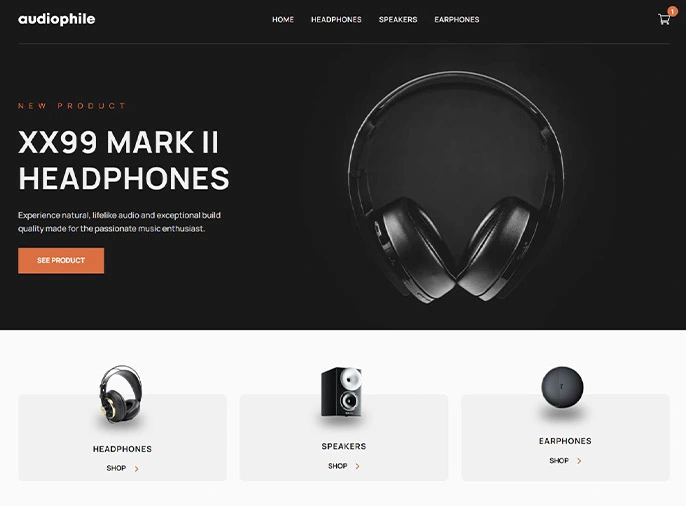 audiophile
HOME HEADPHONES SPEAKERS EARPHONES
1
NEW PRODUCT
XX99 MARK II
HEADPHONES
Experience natural, lifelike audio and exceptional build
quality made for the passionate music enthusiast.
SEE PRODUCT
HEADPHONES
SHOP
SPEAKERS
SHOP
EARPHONES
SHOP